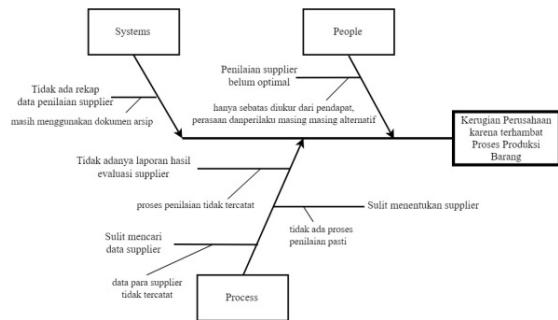 Systems
People
Penilaian supplier
belum optimal
Tidak ada rekap
data penilaian supplier
masih menggunakan dokumen arsip
hanya sebatas diukur dari pendapat,
perasaan danperilaku masing masing alternatif
Kerugian Perusahaan
karena terhambat
Proses Produksi
Barang
Tidak adanya laporan hasil
evaluasi supplier
proses penilaian tidak tercatat
Sulit menentukan supplier
tidak ada proses
penilaian pasti
Sulit mencari
data supplier
data para supplier
tidak tercatat
Process